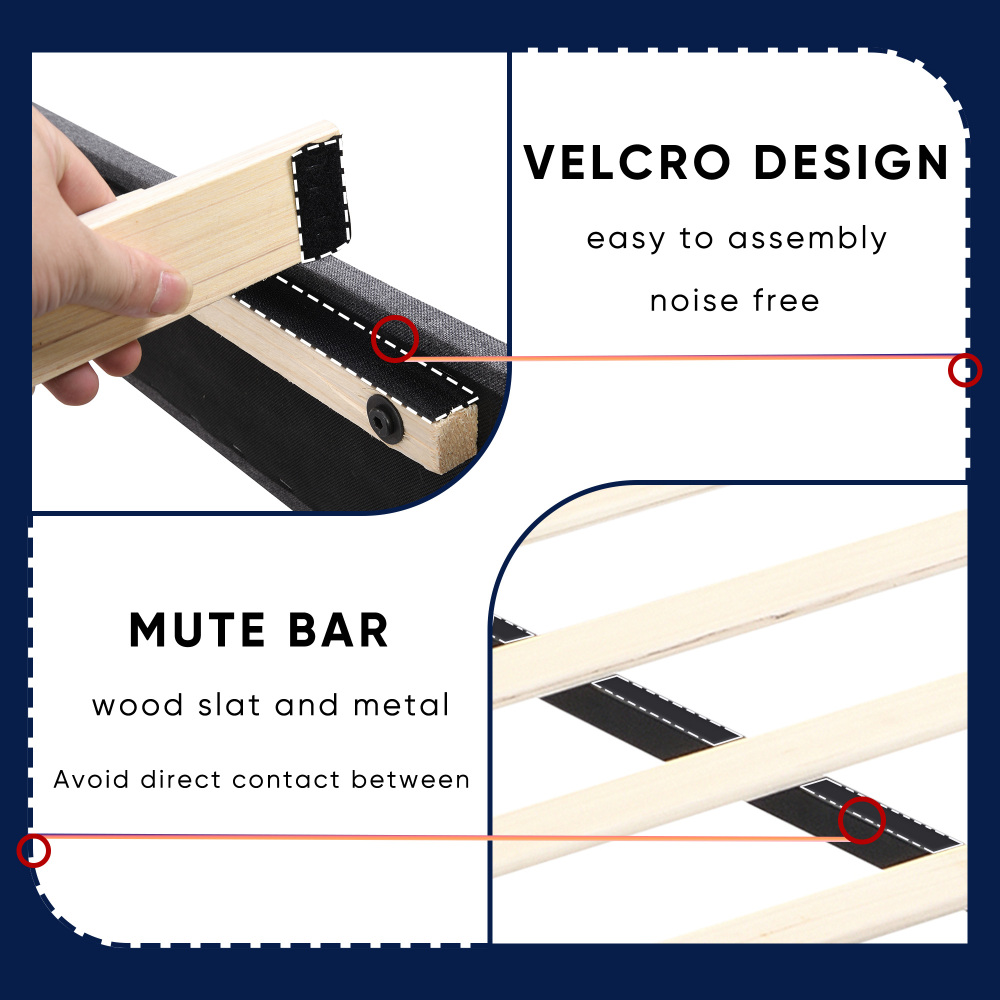 VELCRO DESIGN
easy to assembly
noise free
MUTE BAR
wood slat and metal
Avoid direct contact between